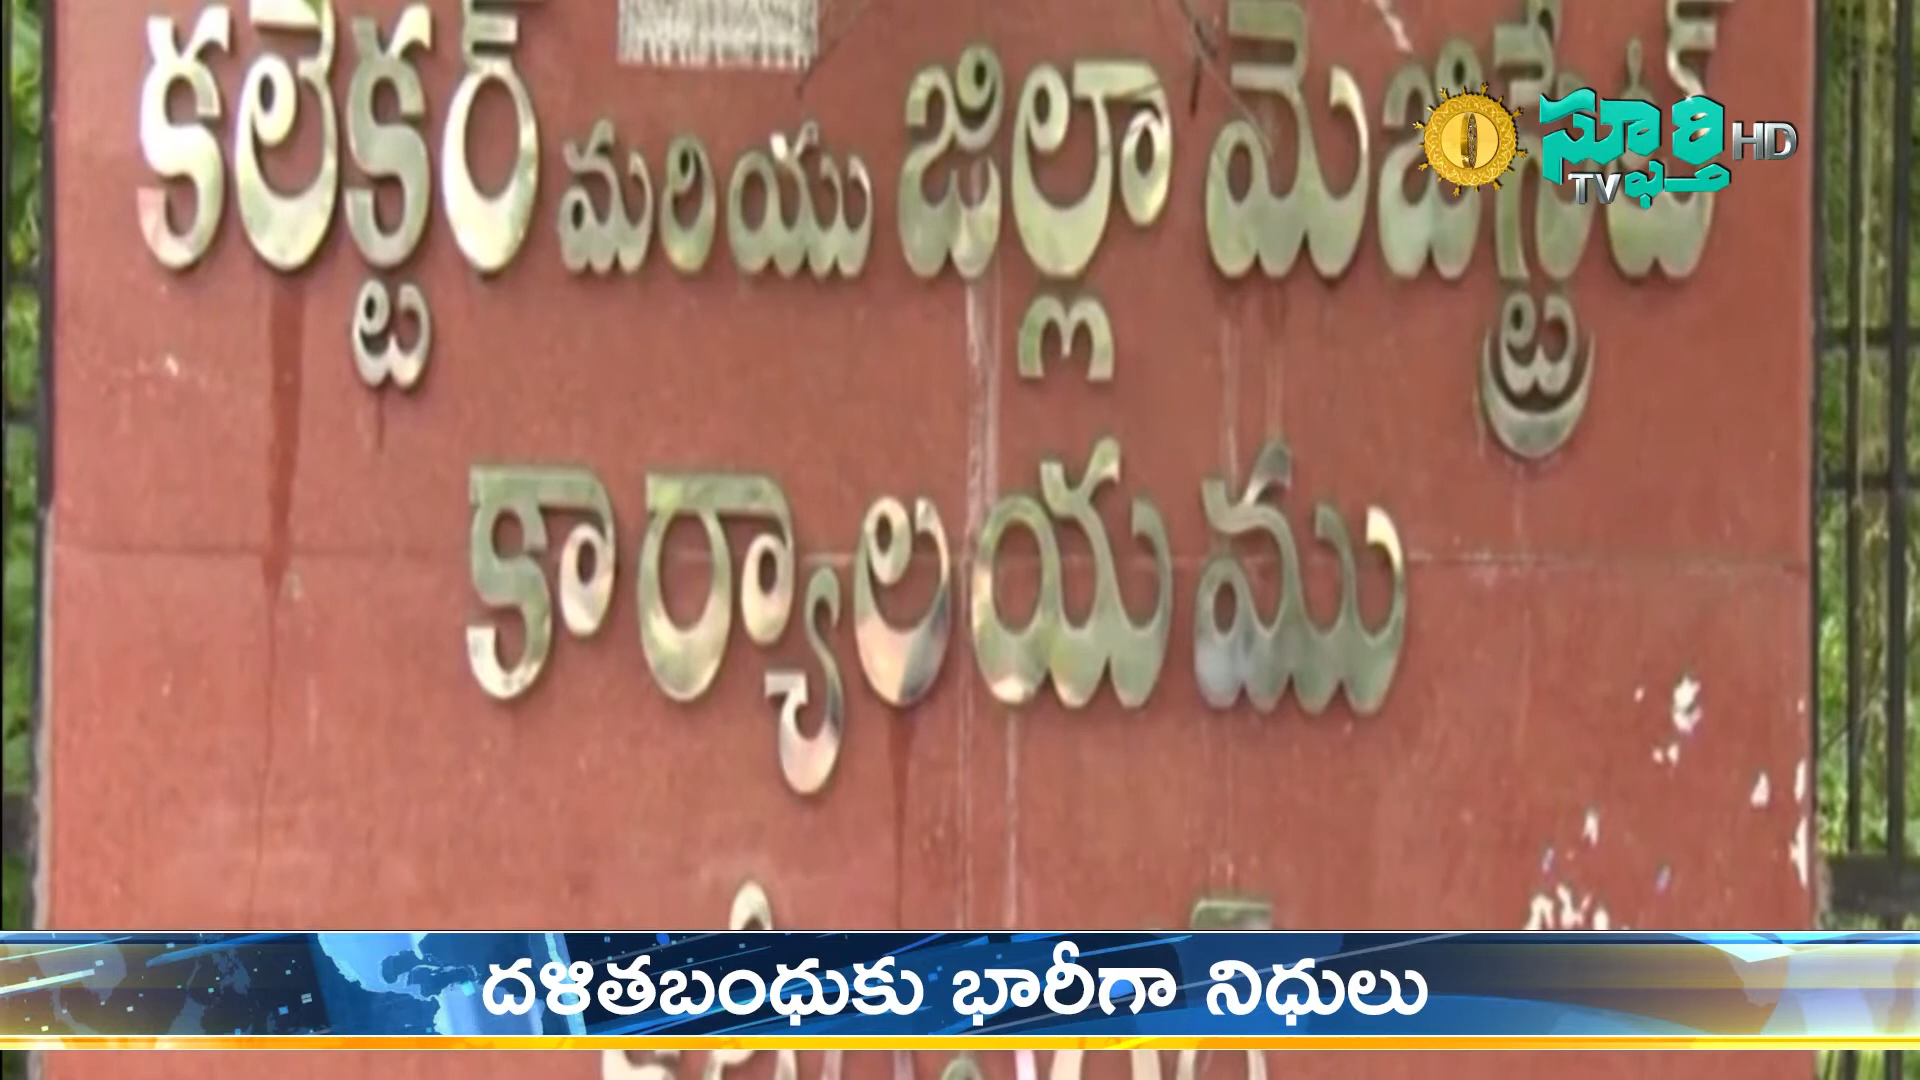 కలెక్టర్ మరియు జిల్లా మెజిస్ట్రేట్
స్ఫూర్తి HD
TV
కార్యాలయము
దళితబంధుకు భారీగా నిధులు